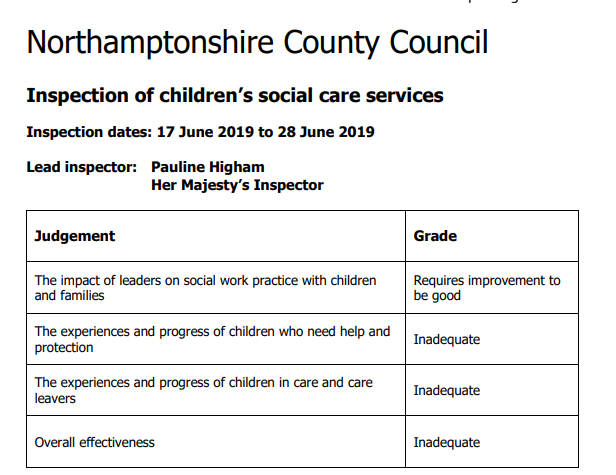 Northamptonshire County Council
Inspection of children's social care services
Inspection dates: 17 June 2019 to 28 June 2019
Lead inspector: Pauline Higham
Her Majesty's Inspector
Judgement Grade
The impact of leaders on social work practice with children Requires improvement to
and families be good
The experiences and progress of children who need help and
protection
Inadequate
The experiences and progress of children in care and care
leavers
Inadequate
Overall effectiveness Inadequate